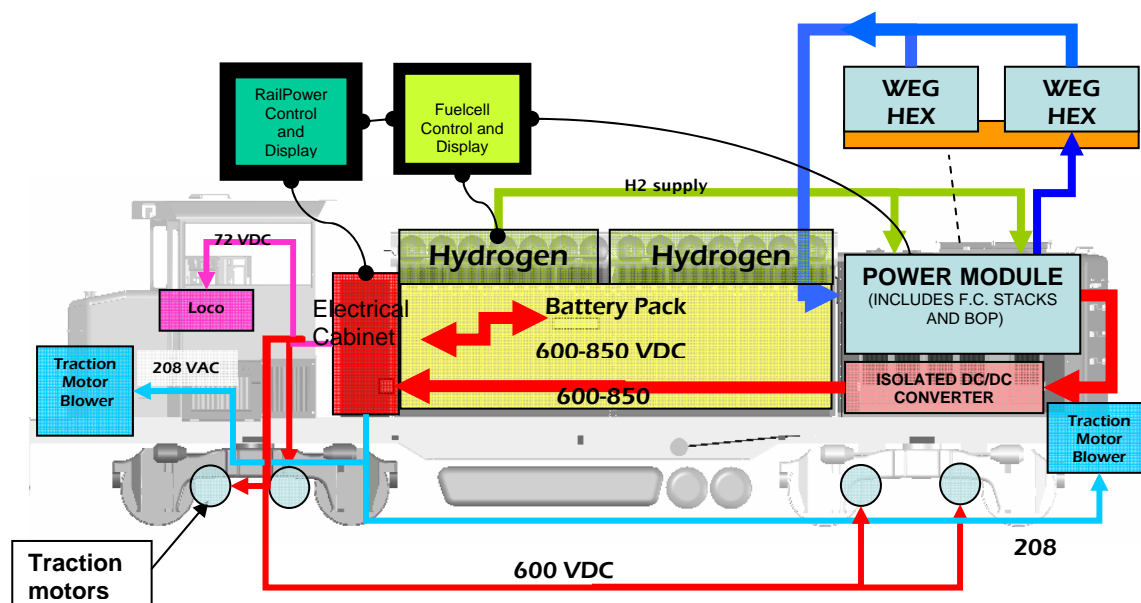 WEG
HEX
WEG
HEX
RailPower
Control
and
Display
Fuelcell
Control and
Display
H2 supply
72 VDC
Hydrogen
Hydrogen
POWER MODULE
(INCLUDES F.C. STACKS
AND BOP)
Loco
Electrical
Cabinet
Battery Pack
600-850 VDC
Traction
Motor
Blower
208 VAC
600-850
ISOLATED DC/DC
CONVERTER
Traction
Motor
Blower
208
600 VDC
Traction
motors